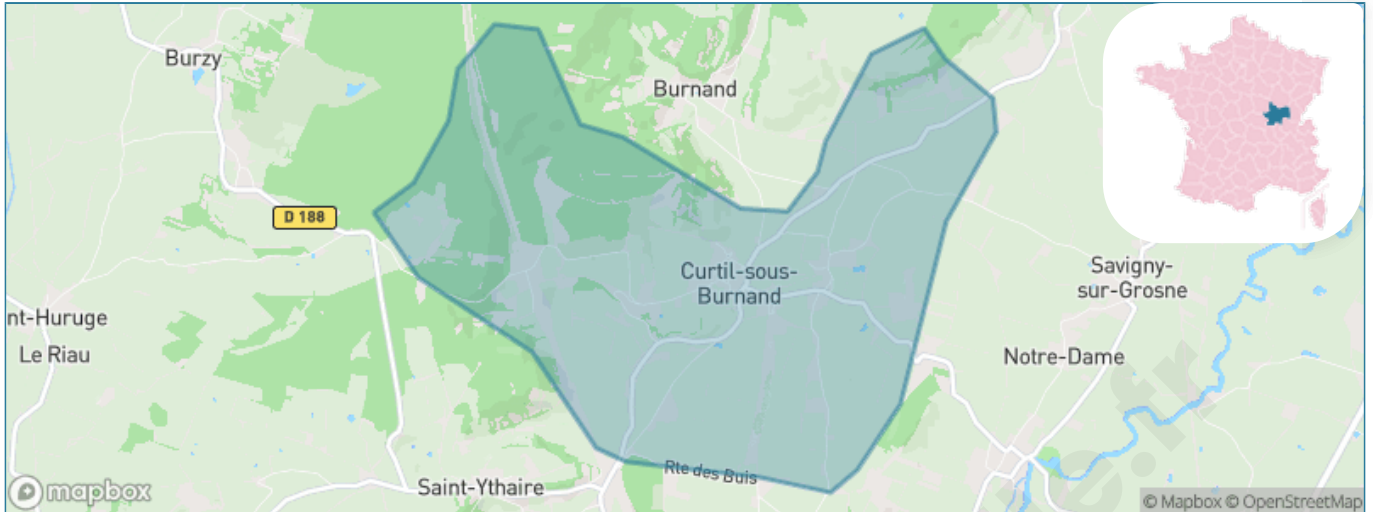 Burzy
Burnand
D 188
Curtil-sous-
Burnand
Savigny-
sur-Grosne
nt-Huruge
Le Riau
Notre-Dame
Rte des Buis
Saint-Ythaire
mapbox
© Mapbox © OpenStreetMap